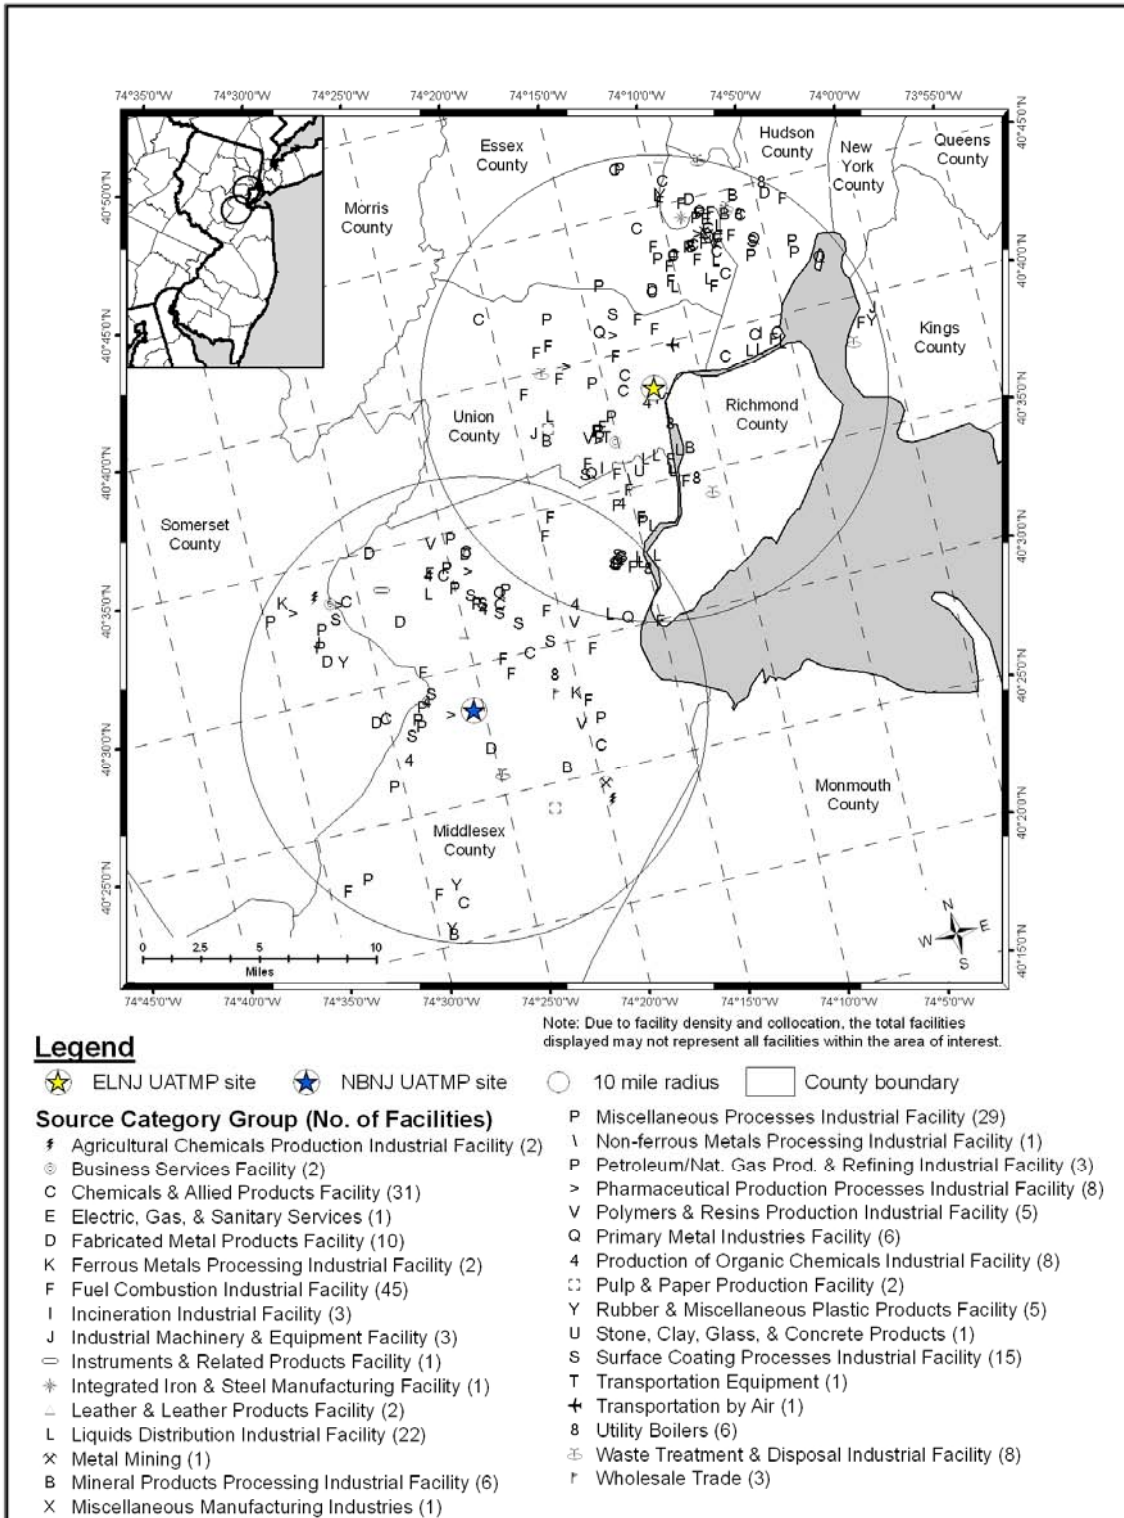 74°35'0"W 74°30'0"W 74°25'0"W 74°20'0"W 74°15'0"W 74°10'0"W 74°5'0"W 74°0'0"W 73°55'0"W
40°50'0"N
40°45'0"N
40°40'0"N
40°35'0"N
40°30'0"N
40°25'0"N
40°45'0"N
40°40'0"N
40°35'0"N
40°30'0"N
40°25'0"N
40°20'0"N
40°15'0"N
Essex
County
Hudson
County
New
York
County
Queens
County
Morris
County
Kings
County
Union
County
Richmond
County
Somerset
County
Monmouth
County
Middlesex
County
N
W E
S
0 2.5 5 10
Miles
74°45'0"W 74°40'0"W 74°35'0"W 74°30'0"W 74°25'0"W 74°20'0"W 74°15'0"W 74°10'0"W 74°5'0"W
Note: Due to facility density and collocation, the total facilities
displayed may not represent all facilities within the area of interest.
Legend
ELNJ UATMP site NBNJ UATMP site 10 mile radius County boundary
Source Category Group (No. of Facilities)
Agricultural Chemicals Production Industrial Facility (2)
Business Services Facility (2)
C Chemicals & Allied Products Facility (31)
E Electric, Gas, & Sanitary Services (1)
D Fabricated Metal Products Facility (10)
K Ferrous Metals Processing Industrial Facility (2)
F Fuel Combustion Industrial Facility (45)
I Incineration Industrial Facility (3)
J Industrial Machinery & Equipment Facility (3)
Instruments & Related Products Facility (1)
Integrated Iron & Steel Manufacturing Facility (1)
Leather & Leather Products Facility (2)
L Liquids Distribution Industrial Facility (22)
Metal Mining (1)
B Mineral Products Processing Industrial Facility (6)
X Miscellaneous Manufacturing Industries (1)
P Miscellaneous Processes Industrial Facility (29)
\ Non-ferrous Metals Processing Industrial Facility (1)
P Petroleum/Nat. Gas Prod. & Refining Industrial Facility (3)
> Pharmaceutical Production Processes Industrial Facility (8)
V Polymers & Resins Production Industrial Facility (5)
Q Primary Metal Industries Facility (6)
4 Production of Organic Chemicals Industrial Facility (8)
Pulp & Paper Production Facility (2)
Y Rubber & Miscellaneous Plastic Products Facility (5)
U Stone, Clay, Glass, & Concrete Products (1)
S Surface Coating Processes Industrial Facility (15)
T Transportation Equipment (1)
Transportation by Air (1)
8 Utility Boilers (6)
Waste Treatment & Disposal Industrial Facility (8)
Wholesale Trade (3)